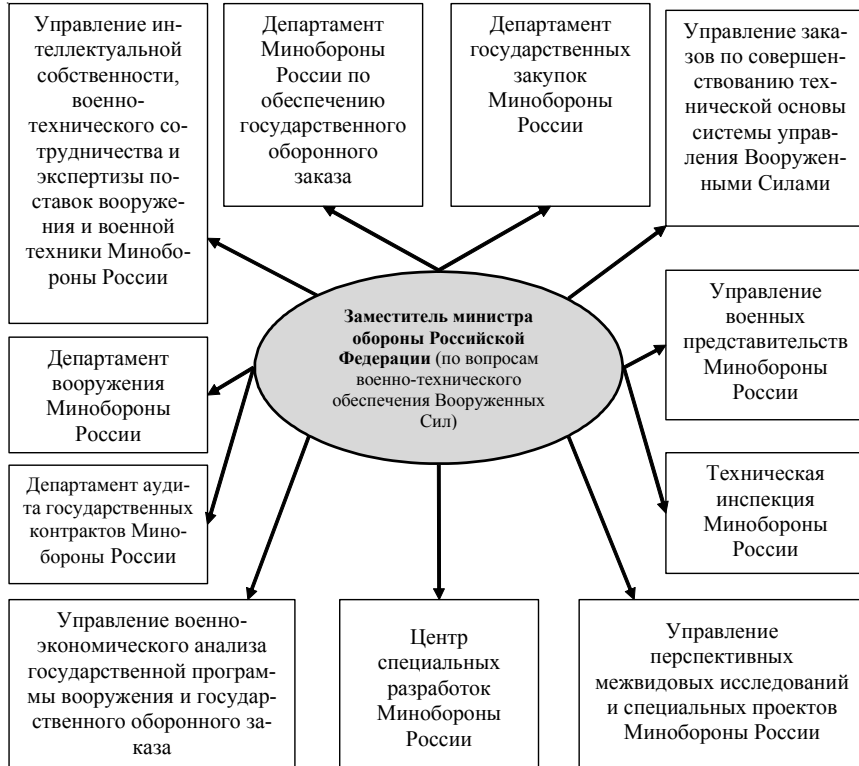 Управление ин-
теллектуальной
собственности,
военно-
технического со-
трудничества и
экспертизы по-
ставок вооруже-
ния и военной
техники Минобо-
роны России
Департамент
Минобороны
России по
обеспечению
государственного
оборонного
заказа
Департамент
государственных
закупок
Минобороны
России
Управление зака-
зов по совершен-
ствованию тех-
нической основы
системы управ-
ления Вооружен-
ными Силами
Заместитель министра
обороны Российской
Федерации (по вопросам
военно-технического
обеспечения Вооруженных
Сил)
Управление
военных
представительств
Минобороны
России
Департамент
вооружения
Минобороны
России
Департамент ауди-
та государственных
контрактов Мино-
бороны России
Техническая
инспекция
Минобороны
России
Управление военно-
экономического анализа
государственной програм-
мы вооружения и государ-
ственного оборонного за-
каза
Центр
специальных
разработок
Минобороны
России
Управление
перспективных
межвидовых исследований
и специальных проектов
Минобороны России